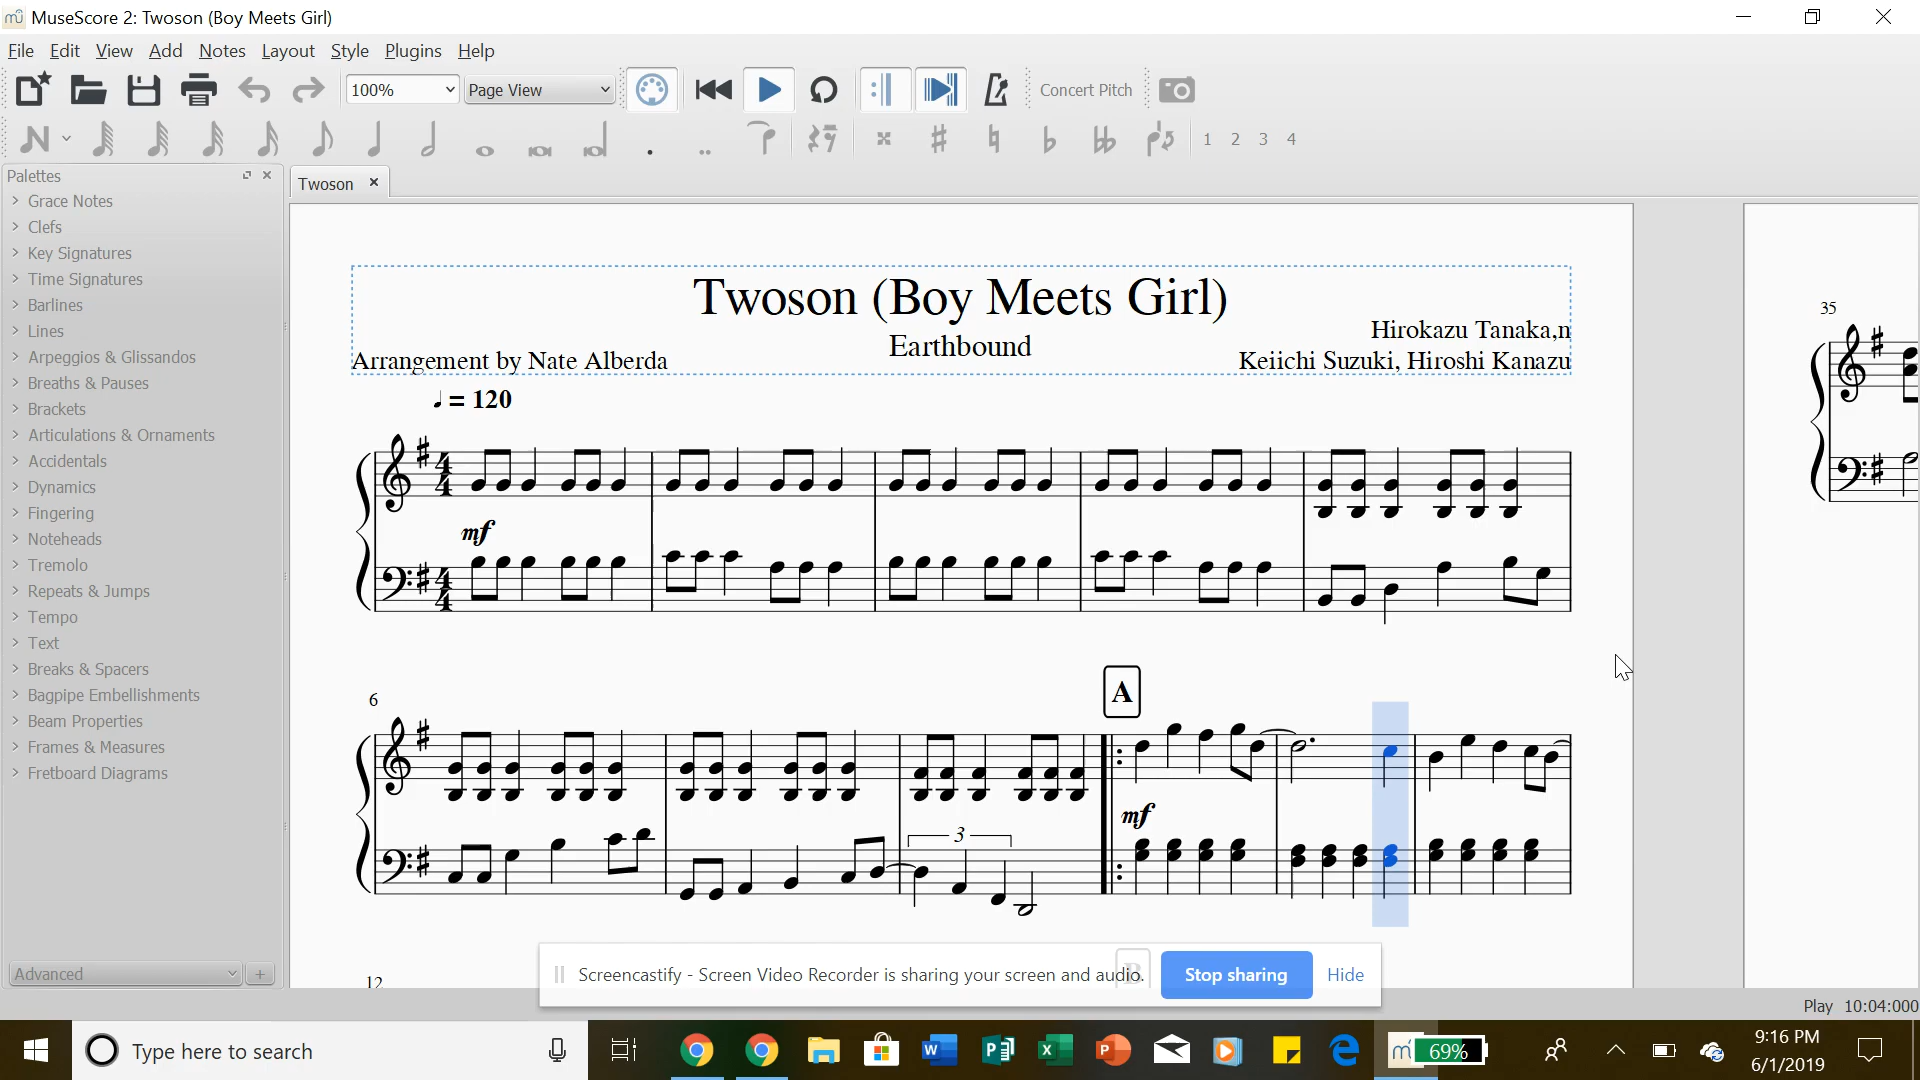 MuseScore 2: Twoson (Boy Meets Girl)
File Edit View Add Notes Layout Style Plugins Help
100% Page View Concert Pitch
1 2 3 4
Palettes
Grace Notes
Clefs
Key Signatures
Time Signatures
Barlines
Lines
Arpeggios & Glissandos
Breaths & Pauses
Brackets
Articulations & Ornaments
Accidentals
Dynamics
Fingering
Noteheads
Tremolo
Repeats & Jumps
Tempo
Text
Breaks & Spacers
Bagpipe Embellishments
Beam Properties
Frames & Measures
Fretboard Diagrams
Advanced
Twoson
Twoson (Boy Meets Girl)
Earthbound
Hirokazu Tanaka,n
Arrangement by Nate Alberda
Keiichi Suzuki, Hiroshi Kanazu
= 120
4
4
mf
4
4
6
A
mf
3
12
B
35
Screencastify - Screen Video Recorder is sharing your screen and audio. Stop sharing Hide
Play 10:04:000
Type here to search
69%
9:16 PM
6/1/2019